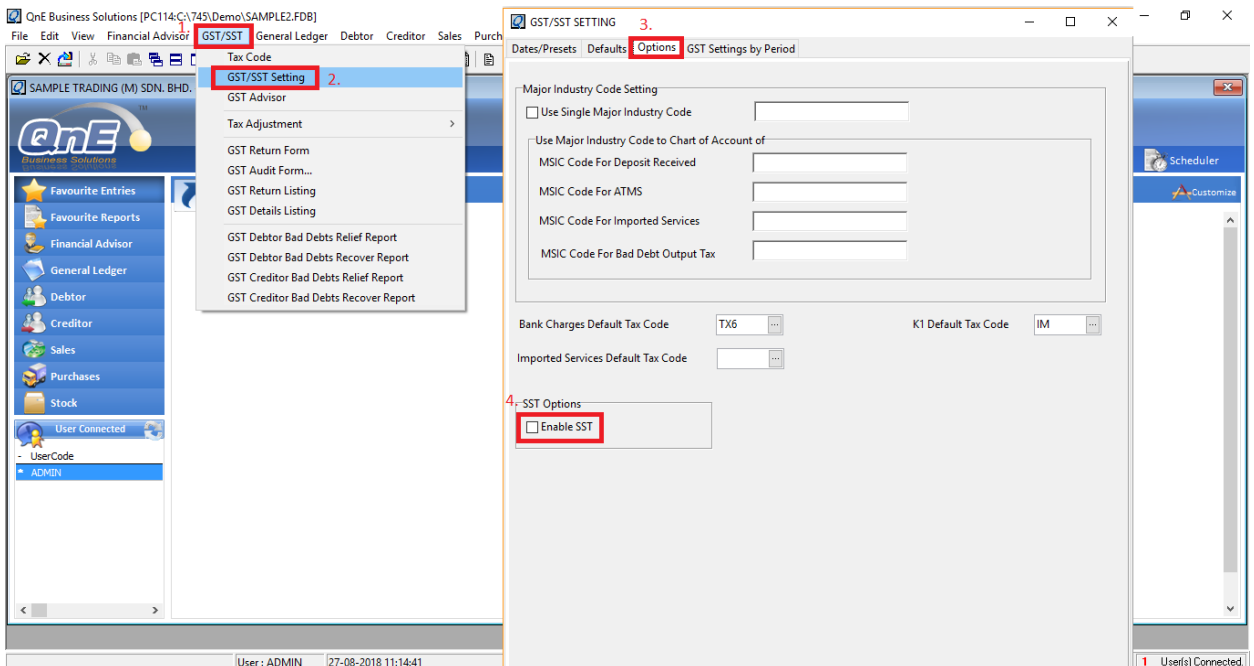 QnE Business Solutions [PC114:C:\745\Demo\SAMPLE2.FDB]
1.
File Edit View Financial Advisor GST/SST General Ledger Debtor Creditor Sales Purch
Tax Code
GST/SST Setting 2.
GST Advisor
Tax Adjustment
GST Return Form
GST Audit Form...
GST Return Listing
GST Details Listing
GST Debtor Bad Debts Relief Report
GST Debtor Bad Debts Recover Report
GST Creditor Bad Debts Relief Report
GST Creditor Bad Debts Recover Report
SAMPLE TRADING (M) SDN. BHD.
QnE
TM
Business Solutions
Favourite Entries
Favourite Reports
Financial Advisor
General Ledger
Debtor
Creditor
Sales
Purchases
Stock
User Connected
- UserCode
* ADMIN
GST/SST SETTING
3.
Dates/Presets Defaults Options GST Settings by Period
Major Industry Code Setting
Use Single Major Industry Code
Use Major Industry Code to Chart of Account of
MSIC Code For Deposit Received
MSIC Code For ATMS
MSIC Code For Imported Services
MSIC Code For Bad Debt Output Tax
Bank Charges Default Tax Code TX6 ... K1 Default Tax Code IM ...
Imported Services Default Tax Code ...
4. SST Options
Enable SST
Scheduler
Customize
User : ADMIN 27-08-2018 11:14:41 1 User(s) Connected.